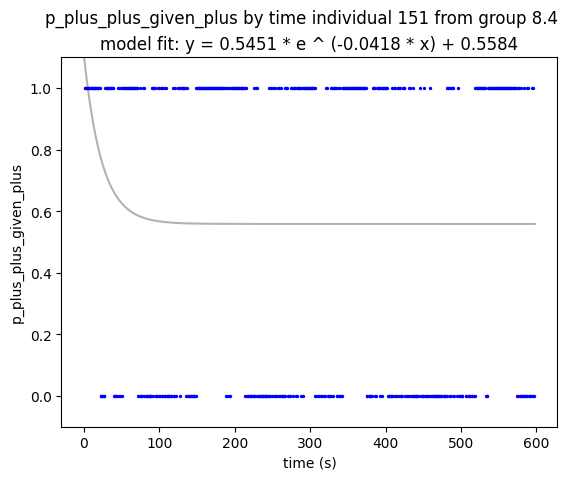 p_plus_plus_given_plus by time individual 151 from group 8.4
model fit: y = 0.5451 * e ^ (-0.0418 * x) + 0.5584
1.0
0.8
0.6
0.4
0.2
0.0
p_plus_plus_given_plus
0 100 200 300 400 500 600
time (s)